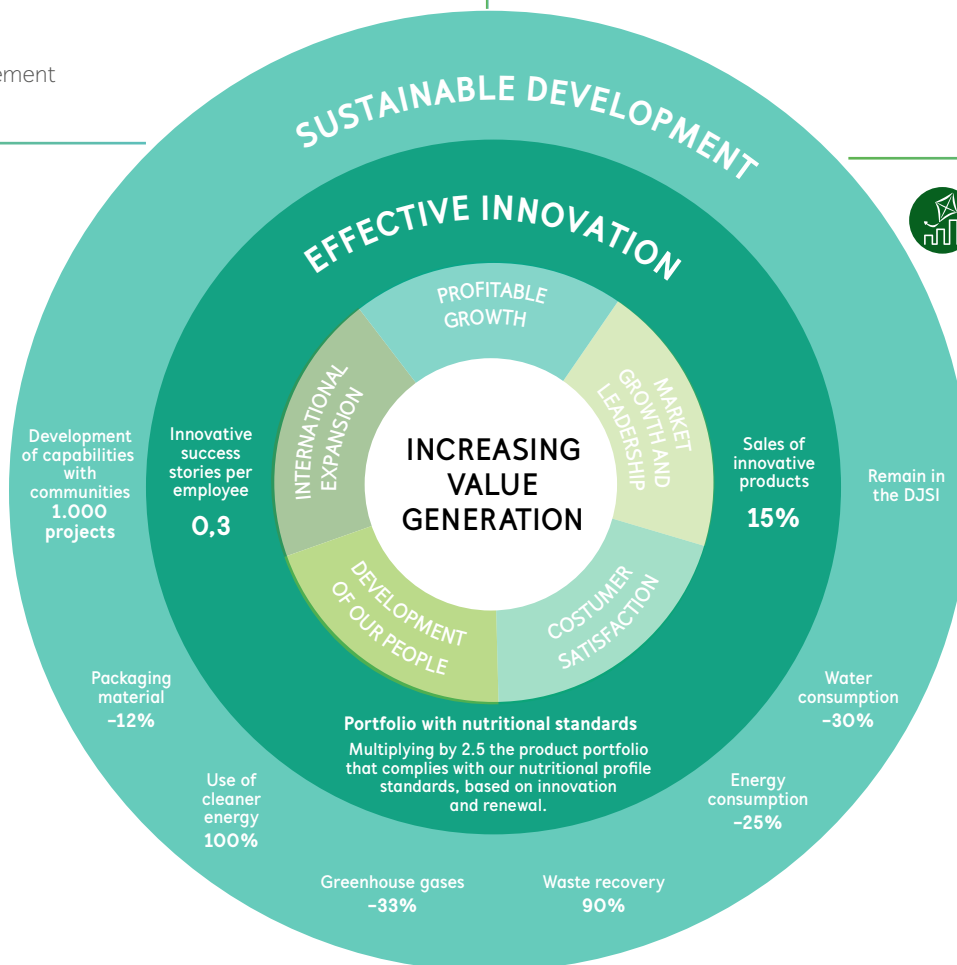 ement
SUSTAINABLE DEVELOPMENT
EFFECTIVE INNOVATION
PROFITABLE
GROWTH
MARKET
GROWTH AND
LEADERSHIP
COSTUMER
SATISFACTION
DEVELOPMENT
OF OUR PEOPLE
INTERNATIONAL
EXPANSION
INCREASING
VALUE
GENERATION
Innovative
success
stories per
employee
0,3
Sales of
innovative
products
15%
Portfolio with nutritional standards
Multiplying by 2.5 the product portfolio
that complies with our nutritional profile
standards, based on innovation
and renewal.
Development
of capabilities
with
communities
1.000
projects
Remain in
the DJSI
Packaging
material
-12%
Water
consumption
-30%
Use of
cleaner
energy
100%
Energy
consumption
-25%
Greenhouse gases
-33%
Waste recovery
90%